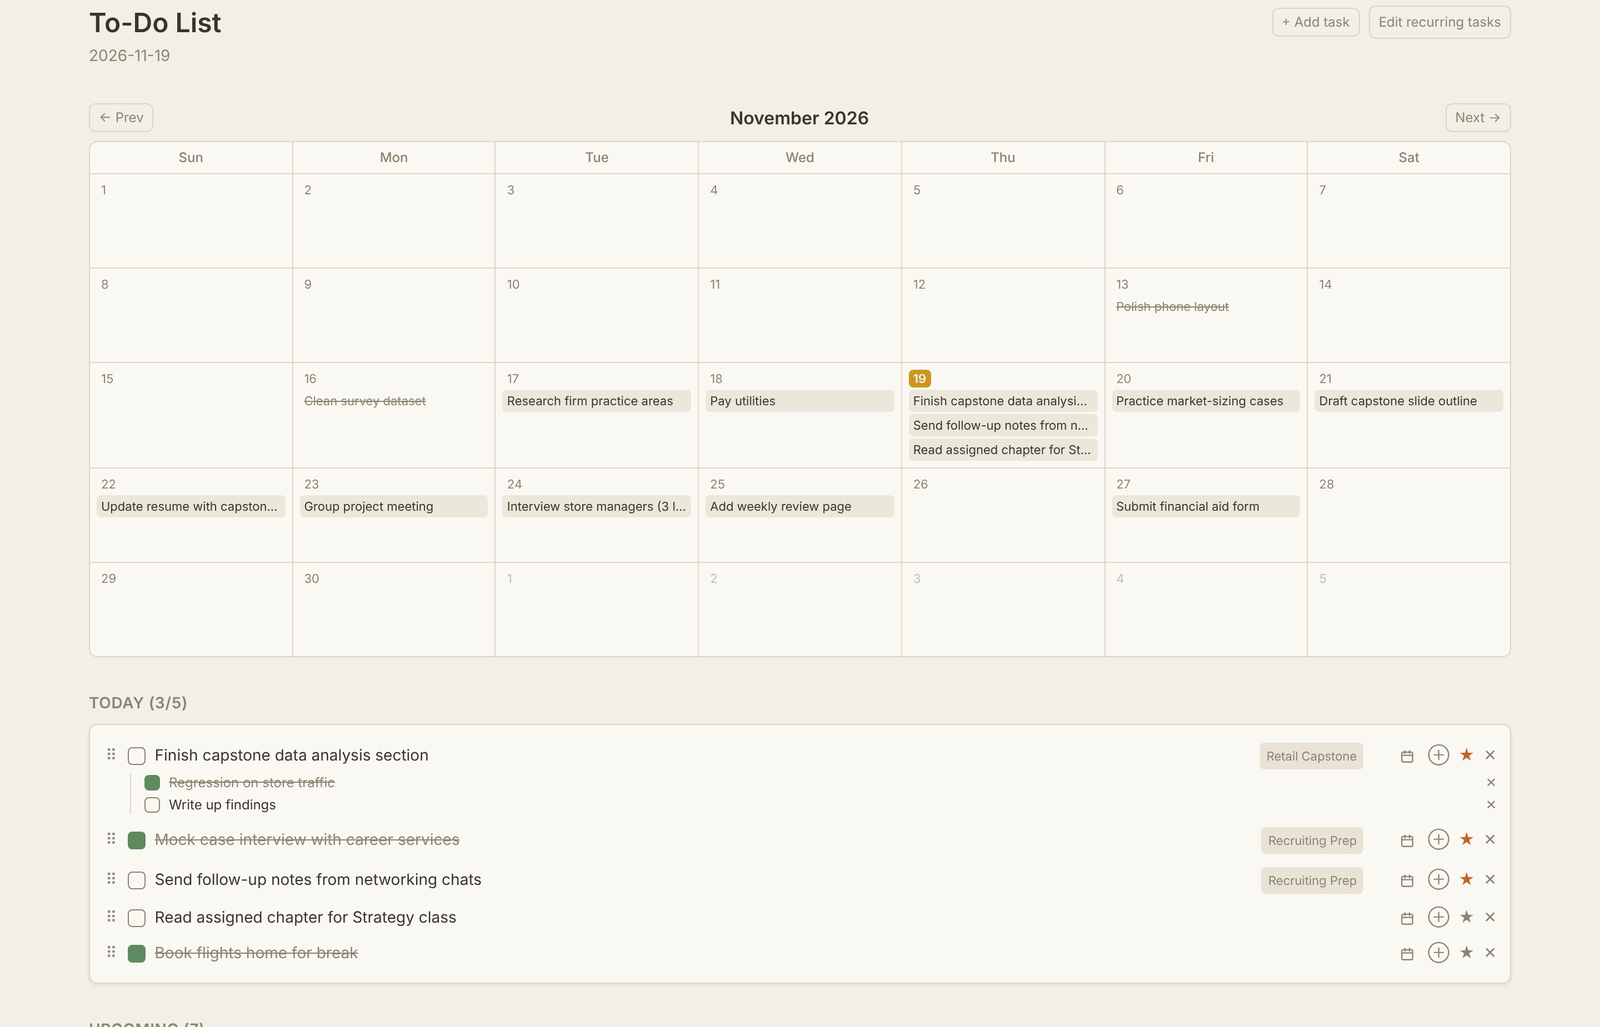 To-Do List
+ Add task
Edit recurring tasks
2026-11-19
← Prev
November 2026
Next →
Sun Mon Tue Wed Thu Fri Sat
1 2 3 4 5 6 7
8 9 10 11 12 13 14
Polish phone layout
15 16 17 18 19 20 21
Clean survey dataset
Research firm practice areas
Pay utilities
Finish capstone data analysi...
Send follow-up notes from n...
Read assigned chapter for St...
Practice market-sizing cases
Draft capstone slide outline
22 23 24 25 26 27 28
Update resume with capston...
Group project meeting
Interview store managers (3 l...
Add weekly review page
Submit financial aid form
29 30 1 2 3 4 5
TODAY (3/5)
Finish capstone data analysis section
Retail Capstone
Regression on store traffic
Write up findings
Mock case interview with career services
Recruiting Prep
Send follow-up notes from networking chats
Recruiting Prep
Read assigned chapter for Strategy class
Book flights home for break
UPCOMING (7)